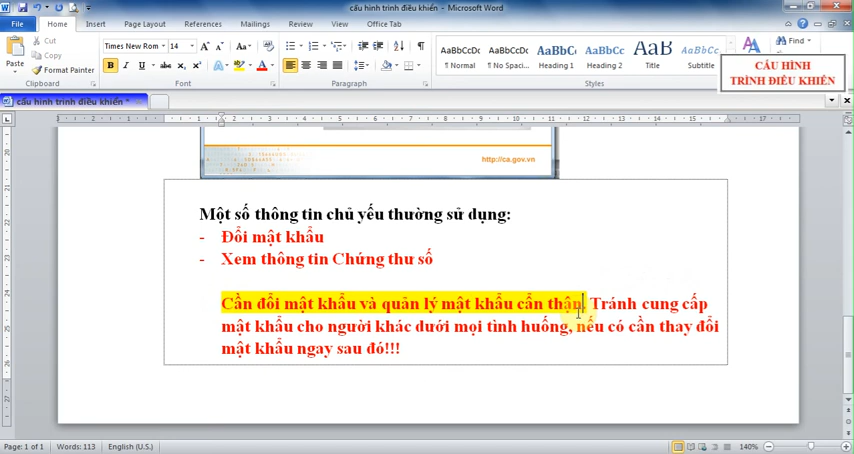 cấu hình trình điều khiển - Microsoft Word
File Home Insert Page Layout References Mailings Review View Office Tab
Cut
Copy
Format Painter
Paste
Clipboard
Times New Rom 14
Font
Paragraph
AaBbCcDc AaBbCcDc AaBbCc AaBbCc AaB AaBbCc
¶ Normal ¶ No Spaci... Heading 1 Heading 2 Title Subtitle
Styles
Find
CẤU HÌNH
TRÌNH ĐIỀU KHIỂN
cấu hình trình điều khiển *
http://ca.gov.vn
Một số thông tin chủ yếu thường sử dụng:
- Đổi mật khẩu
- Xem thông tin Chứng thư số
Cần đổi mật khẩu và quản lý mật khẩu cẩn thận. Tránh cung cấp
mật khẩu cho người khác dưới mọi tình huống, nếu có cần thay đổi
mật khẩu ngay sau đó!!!
Page: 1 of 1 Words: 113 English (U.S.) 140%